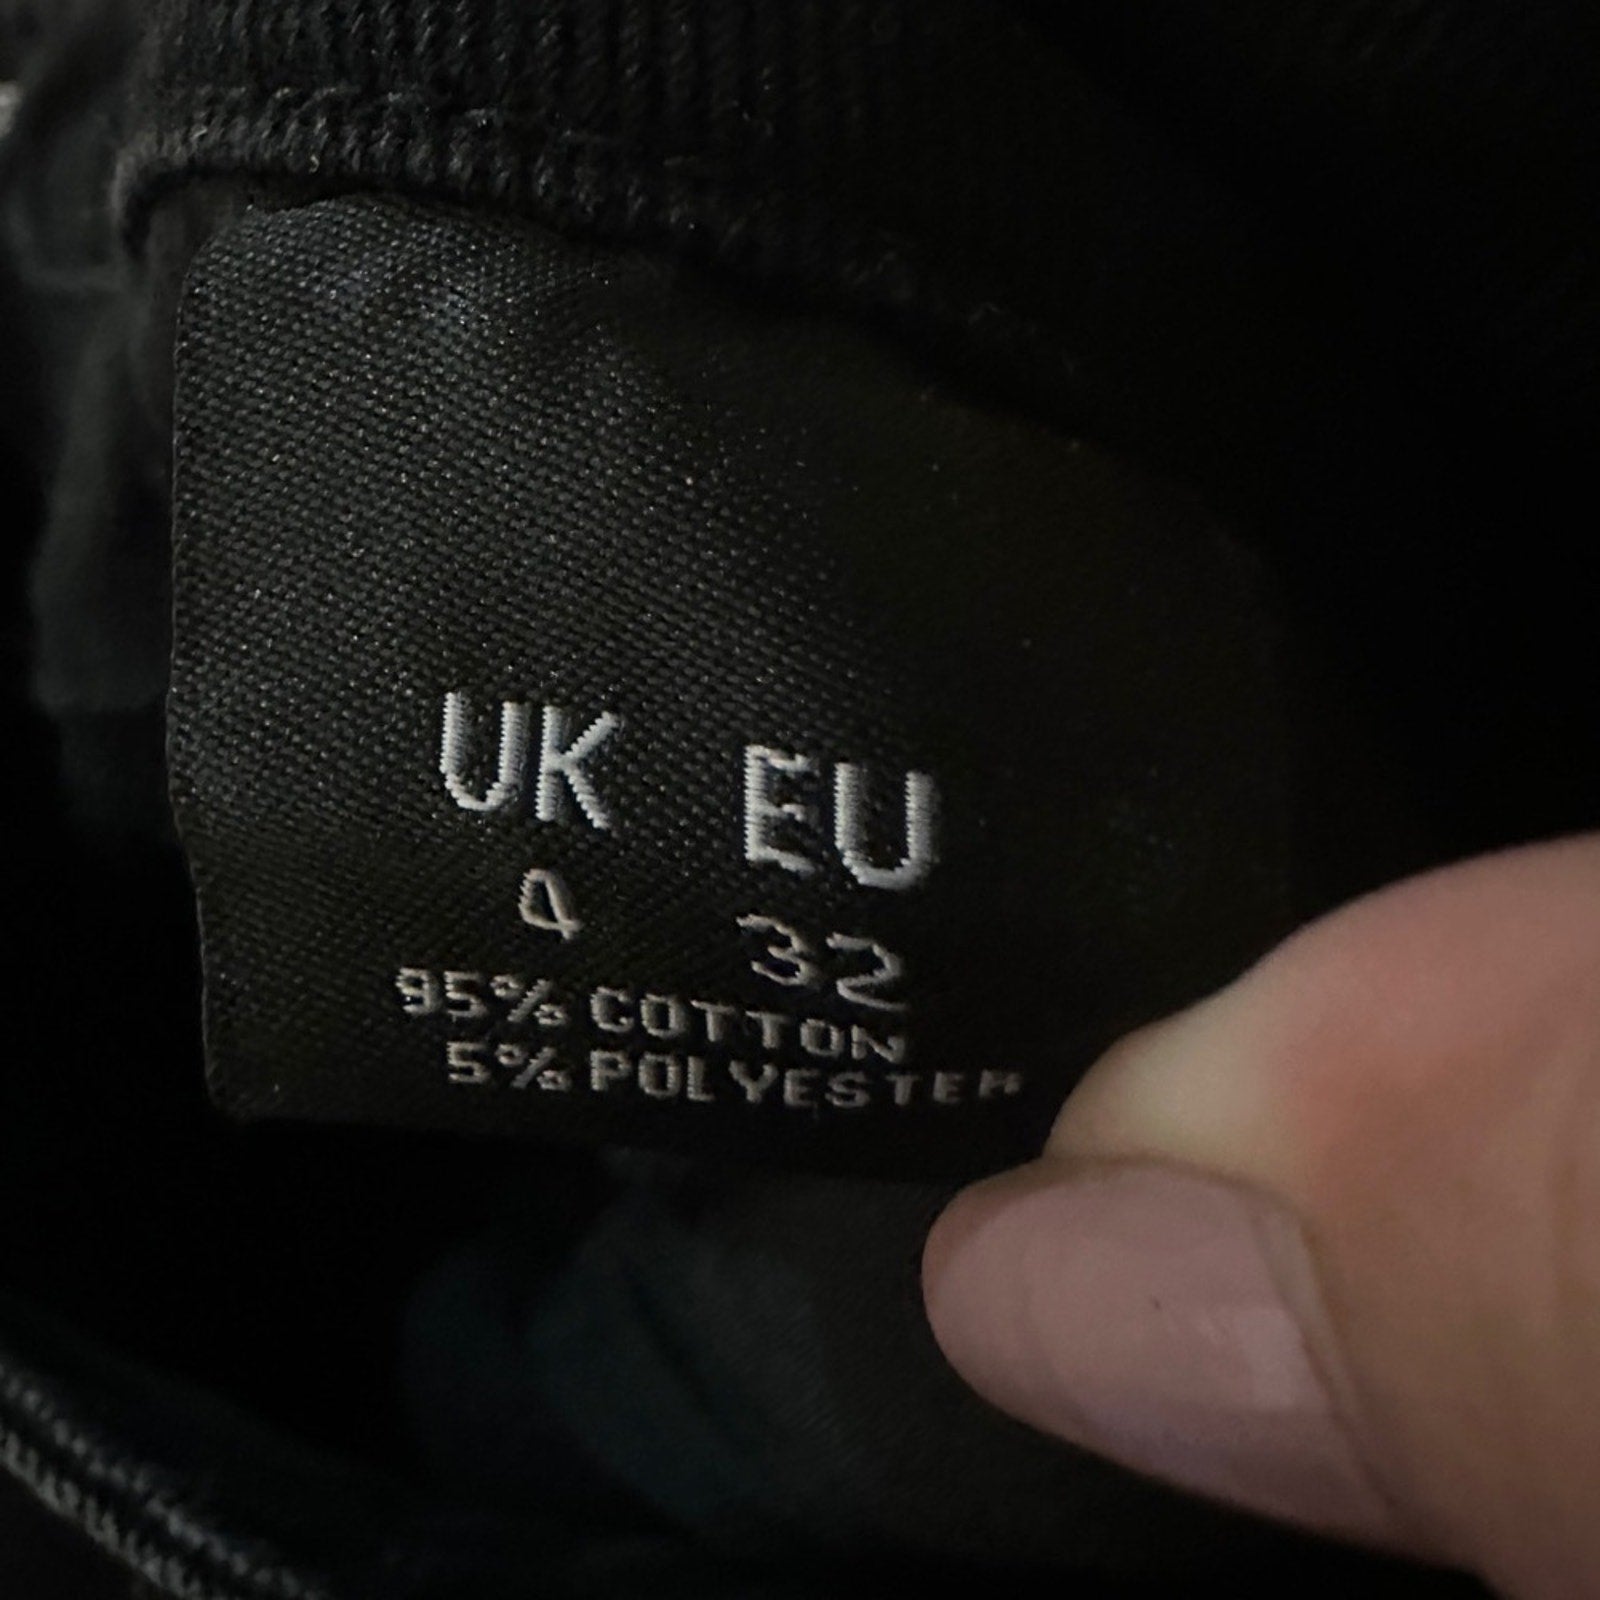 UK EU
4 32
95% COTTON
5% POLYESTER